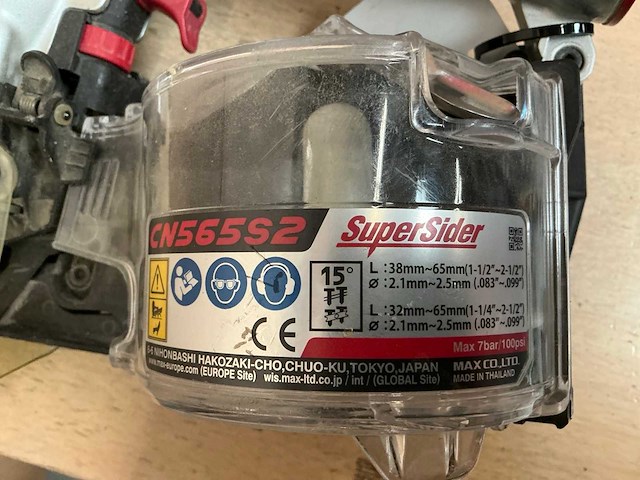 CN565S2
SuperSider
15°
L : 38mm~65mm(1-1/2"~2-1/2")
ø : 2.1mm~2.5mm (.083"~.099")
L : 32mm~65mm(1-1/4"~2-1/2")
ø : 2.1mm~2.5mm (.083"~.099")
CE
Max 7bar/100psi
6-6 NIHONBASHI HAKOZAKI-CHO,CHUO-KU,TOKYO,JAPAN
MAX CO.,LTD.
www.max-europe.com (EUROPE Site) wis.max-ltd.co.jp / int / (GLOBAL Site)
MADE IN THAILAND